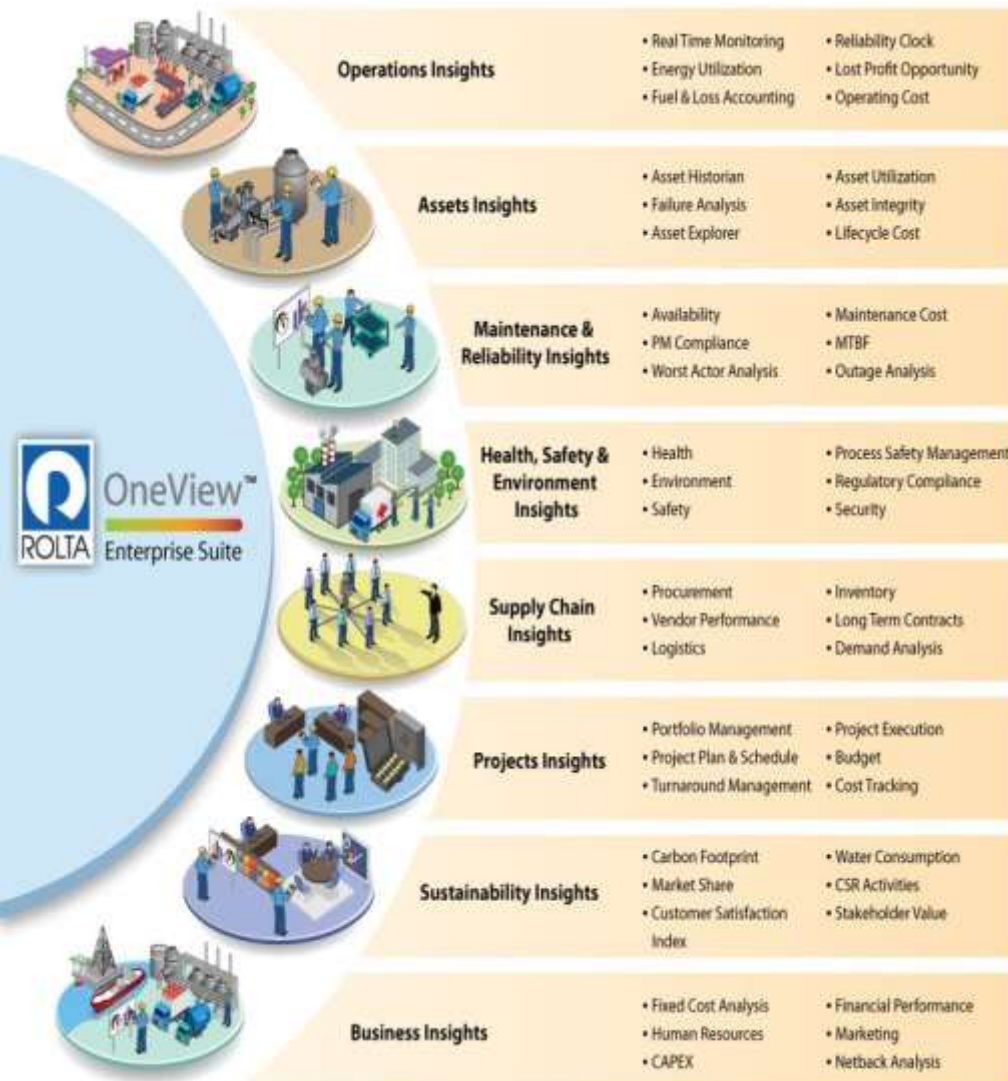 Operations Insights
• Real Time Monitoring
• Energy Utilization
• Fuel & Loss Accounting
• Reliability Clock
• Lost Profit Opportunity
• Operating Cost
Assets Insights
• Asset Historian
• Failure Analysis
• Asset Explorer
• Asset Utilization
• Asset Integrity
• Lifecycle Cost
Maintenance &
Reliability Insights
• Availability
• PM Compliance
• Worst Actor Analysis
• Maintenance Cost
• MTBF
• Outage Analysis
ROLTA
OneView™
Enterprise Suite
Health, Safety &
Environment
Insights
• Health
• Environment
• Safety
• Process Safety Management
• Regulatory Compliance
• Security
Supply Chain
Insights
• Procurement
• Vendor Performance
• Logistics
• Inventory
• Long Term Contracts
• Demand Analysis
Projects Insights
• Portfolio Management
• Project Plan & Schedule
• Turnaround Management
• Project Execution
• Budget
• Cost Tracking
Sustainability Insights
• Carbon Footprint
• Market Share
• Customer Satisfaction
Index
• Water Consumption
• CSR Activities
• Stakeholder Value
Business Insights
• Fixed Cost Analysis
• Human Resources
• CAPEX
• Financial Performance
• Marketing
• Netback Analysis